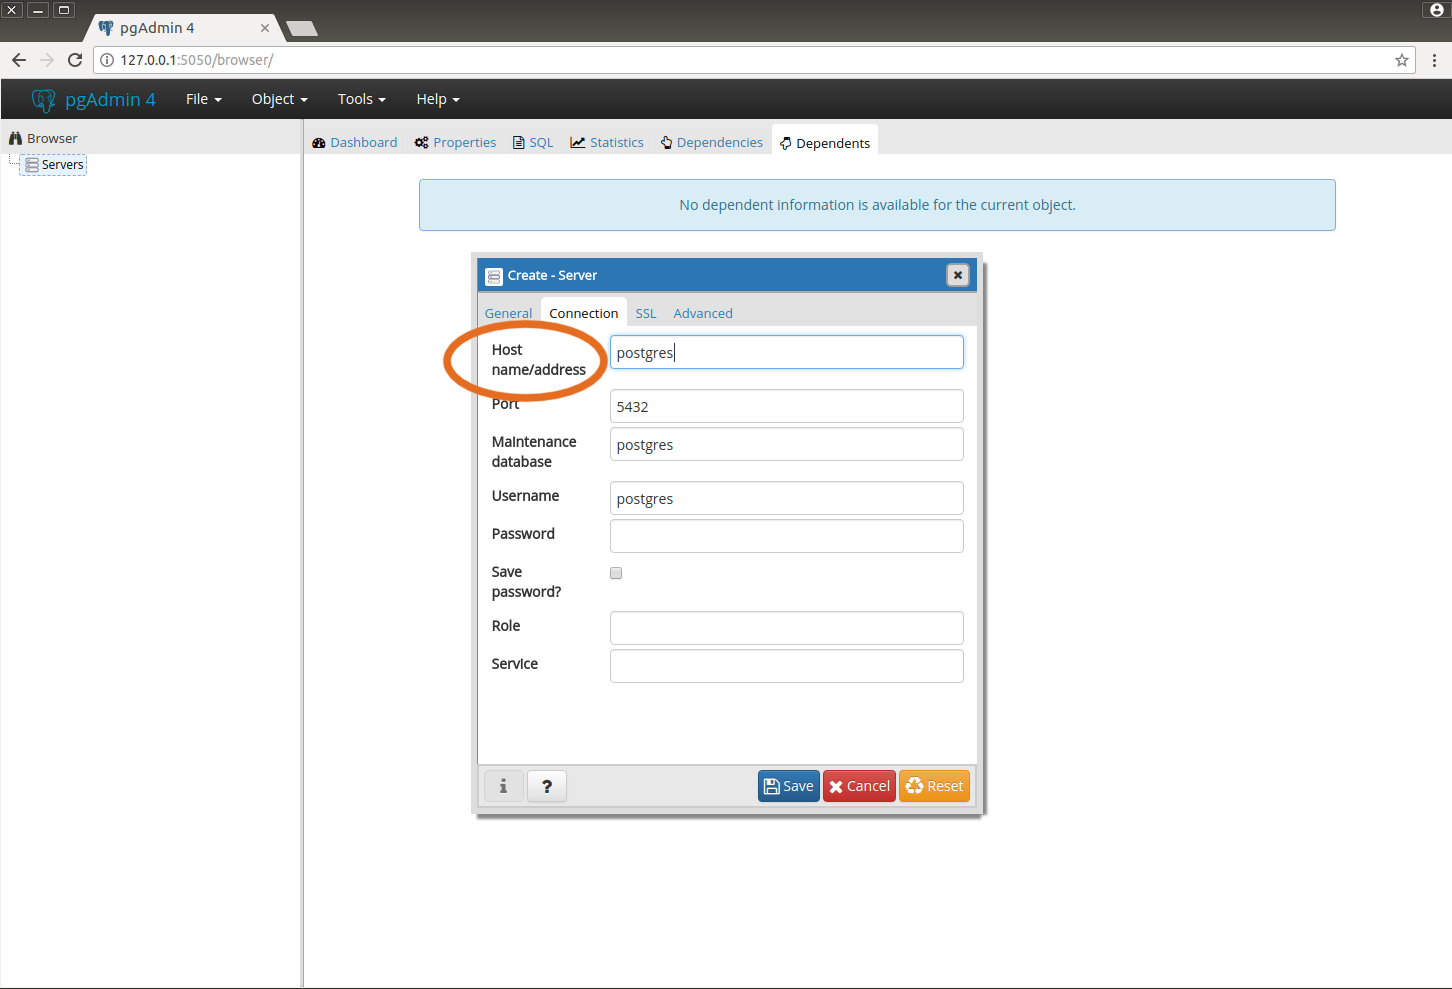 pgAdmin 4
127.0.0.1:5050/browser/
pgAdmin 4 File Object Tools Help
Browser
Servers
Dashboard Properties SQL Statistics Dependencies Dependents
No dependent information is available for the current object.
Create - Server
General Connection SSL Advanced
Host
name/address
postgres
Port
5432
Maintenance
database
postgres
Username
postgres
Password
Save
password?
Role
Service
i ? Save Cancel Reset